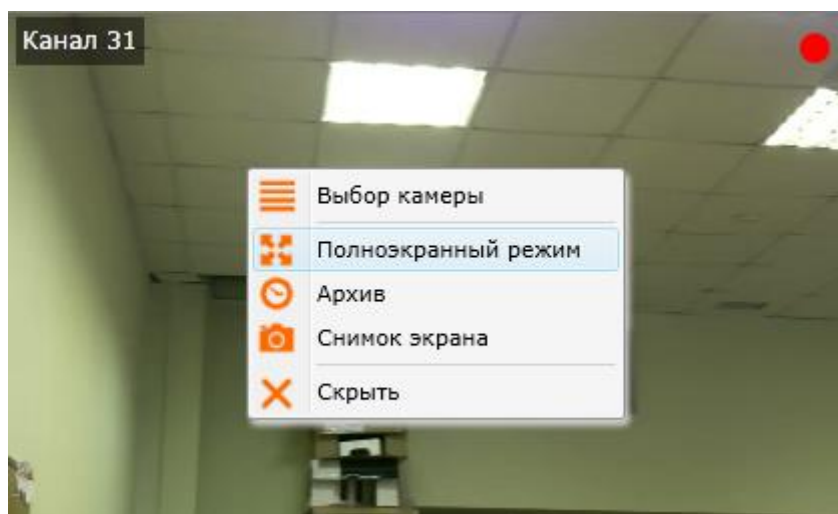 Канал 31
Выбор камеры
Полноэкранный режим
Архив
Снимок экрана
Скрыть